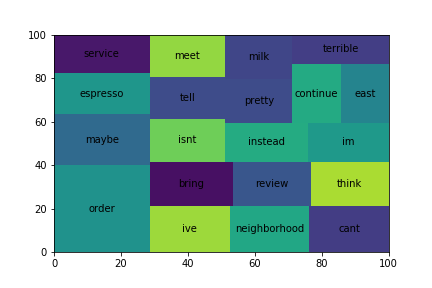 100
80
60
40
20
0
0 20 40 60 80 100
service
espresso
maybe
order
meet
tell
isnt
bring
ive
milk
pretty
instead
review
neighborhood
terrible
continue
east
im
think
cant